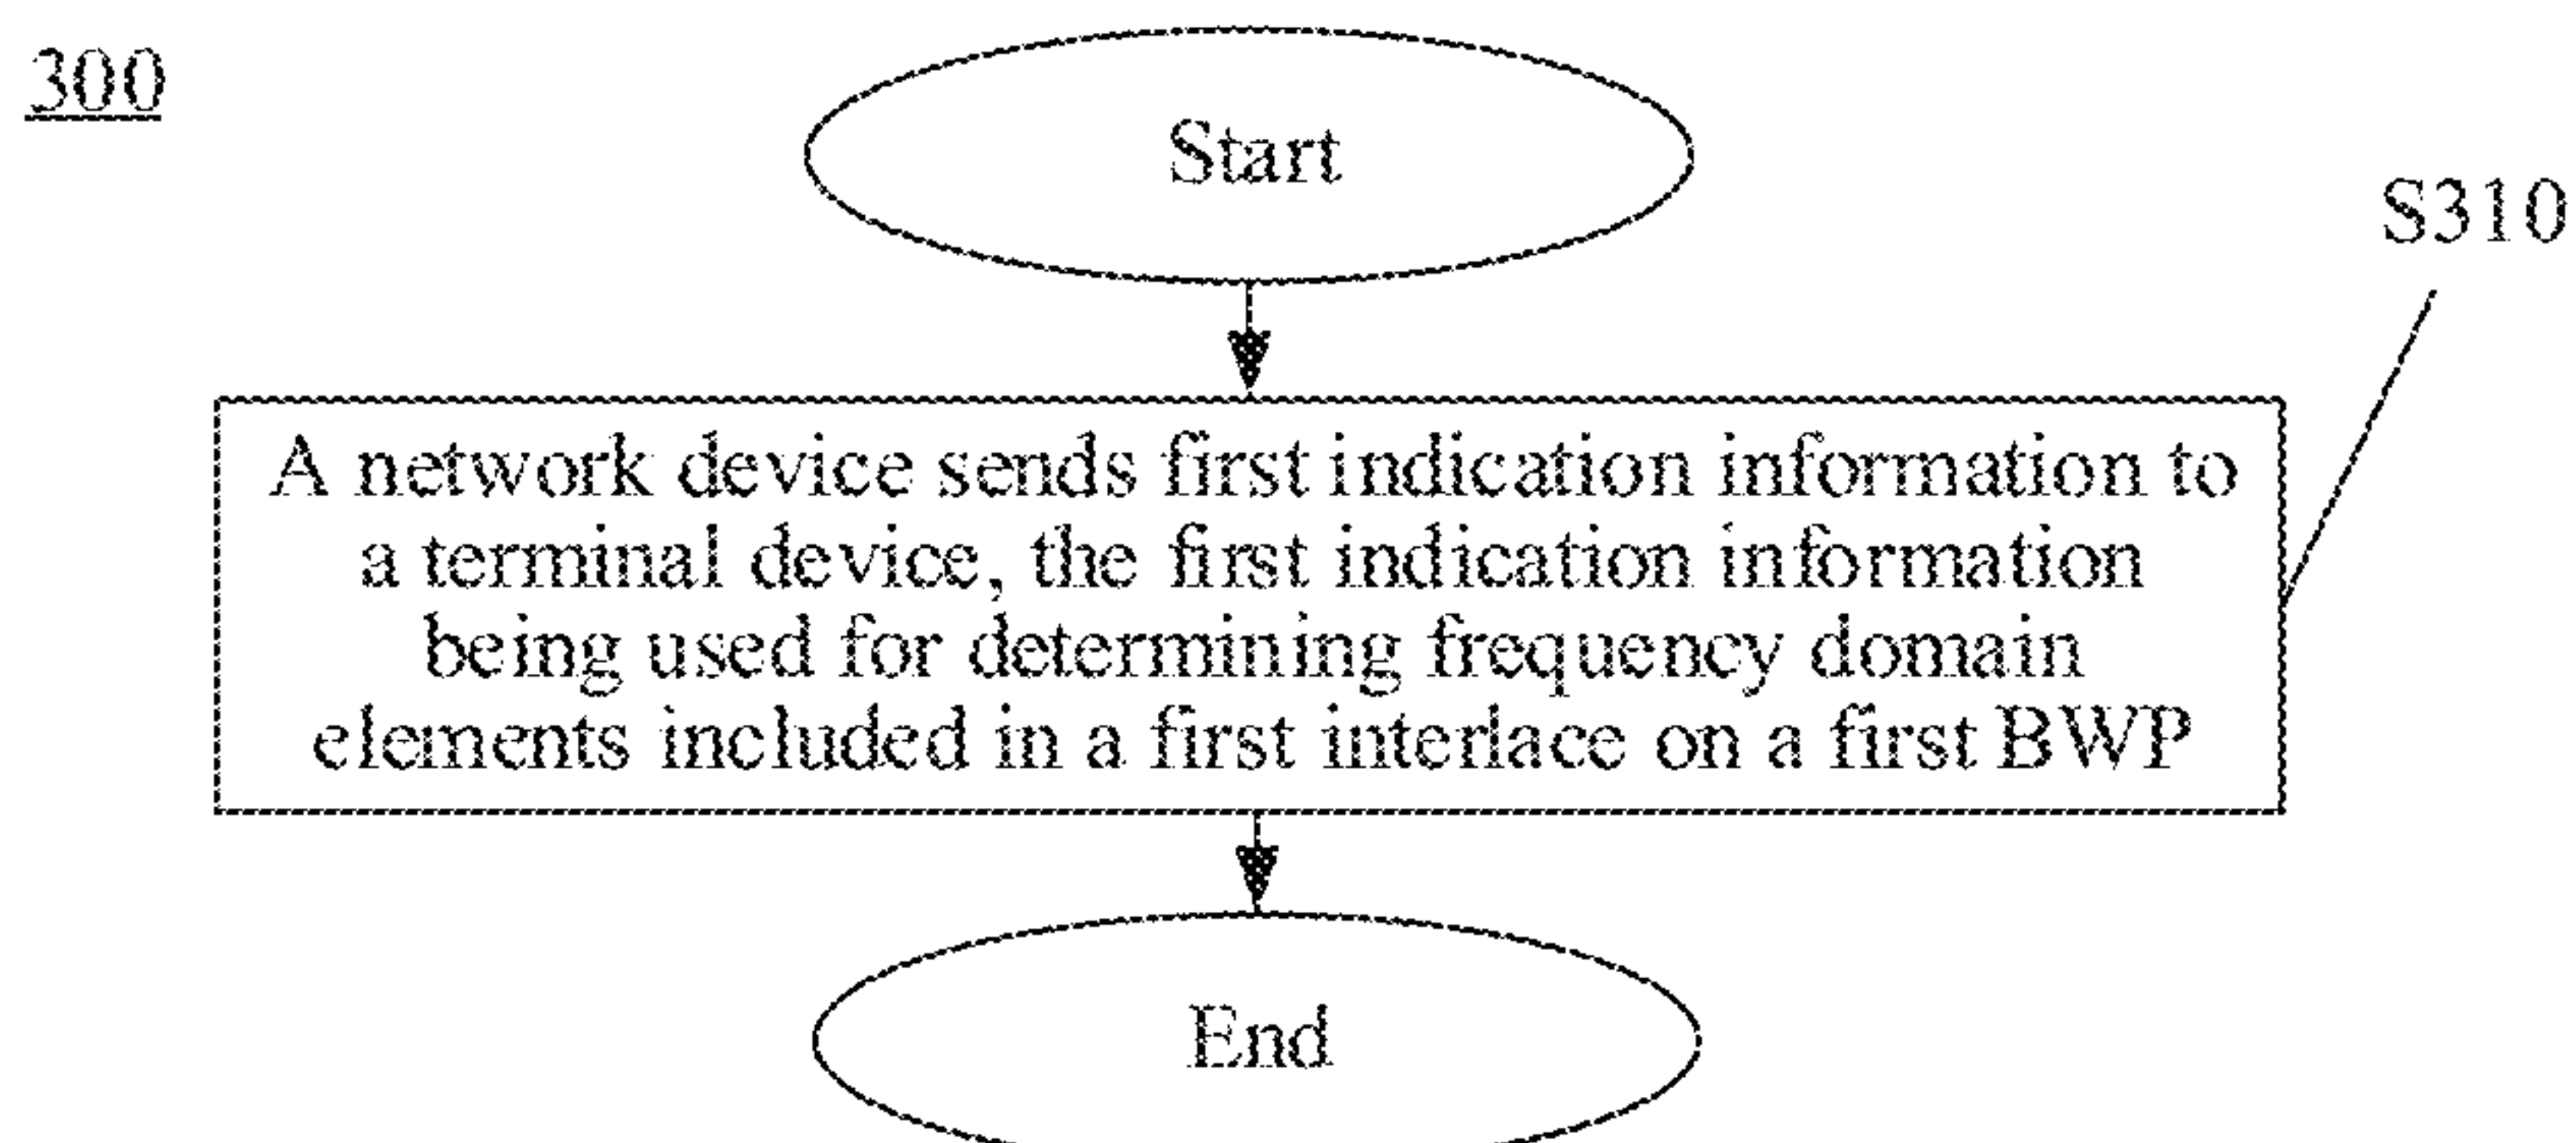 300
Start
S310
A network device sends first indication information to
a terminal device, the first indication information
being used for determining frequency domain
elements included in a first interlace on a first BWP
End